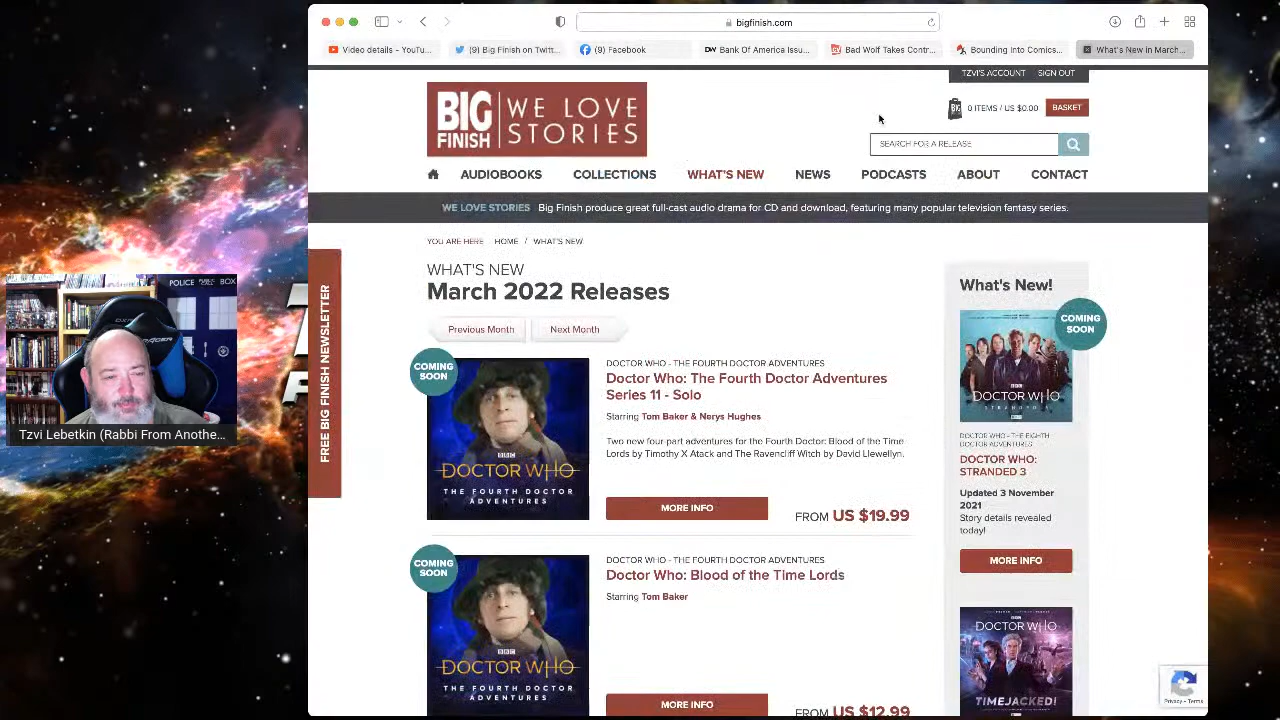 bigfinish.com
Video details – YouTu...
(9) Big Finish on Twitt...
(9) Facebook
Bank Of America Issu...
Bad Wolf Takes Contr...
Bounding Into Comics...
What's New in March...
TZVI'S ACCOUNT SIGN OUT
BIG FINISH
WE LOVE STORIES
0 ITEMS / US $0.00 BASKET
SEARCH FOR A RELEASE
AUDIOBOOKS COLLECTIONS WHAT'S NEW NEWS PODCASTS ABOUT CONTACT
WE LOVE STORIES Big Finish produce great full-cast audio drama for CD and download, featuring many popular television fantasy series.
YOU ARE HERE HOME / WHAT'S NEW
WHAT'S NEW
March 2022 Releases
Previous Month Next Month
COMING SOON
BBC
DOCTOR WHO
THE FOURTH DOCTOR
ADVENTURES
DOCTOR WHO - THE FOURTH DOCTOR ADVENTURES
Doctor Who: The Fourth Doctor Adventures
Series 11 - Solo
Starring Tom Baker & Nerys Hughes
Two new four-part adventures for the Fourth Doctor: Blood of the Time
Lords by Timothy X Atack and The Ravencliff Witch by David Llewellyn.
MORE INFO
FROM US $19.99
COMING SOON
BBC
DOCTOR WHO
THE FOURTH DOCTOR
ADVENTURES
DOCTOR WHO - THE FOURTH DOCTOR ADVENTURES
Doctor Who: Blood of the Time Lords
Starring Tom Baker
MORE INFO
FROM US $12.99
What's New!
COMING SOON
DOCTOR WHO
STRANDED
DOCTOR WHO - THE EIGHTH
DOCTOR ADVENTURES
DOCTOR WHO:
STRANDED 3
Updated 3 November
2021
Story details revealed
today!
MORE INFO
DOCTOR WHO
TIMEJACKED!
Privacy - Terms
FREE BIG FINISH NEWSLETTER
POLICE BOX
Tzvi Lebetkin (Rabbi From Anothe...